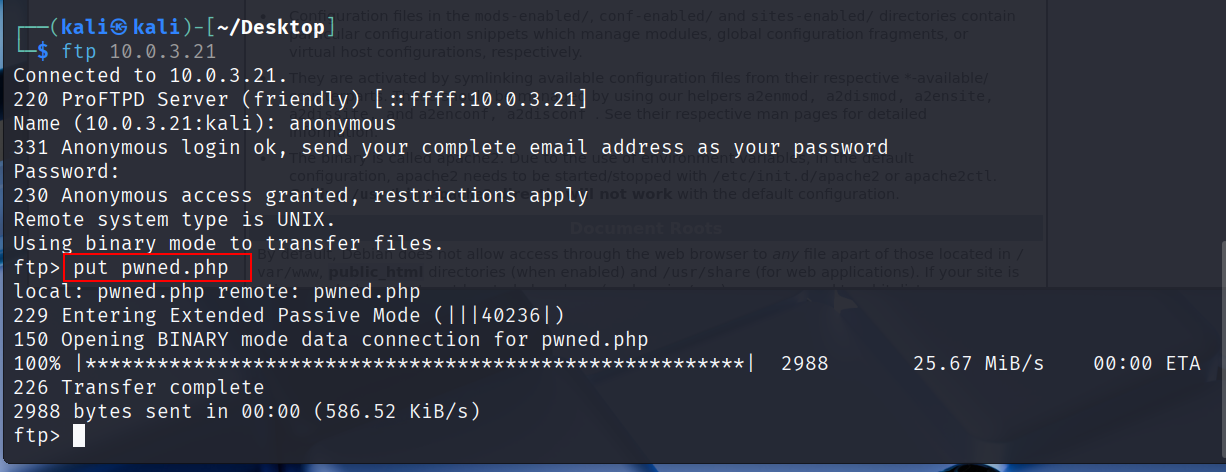 ┌──(kali㉿kali)-[~/Desktop]
└─$ ftp 10.0.3.21
Connected to 10.0.3.21.
220 ProFTPD Server (friendly) [::ffff:10.0.3.21]
Name (10.0.3.21:kali): anonymous
331 Anonymous login ok, send your complete email address as your password
Password:
230 Anonymous access granted, restrictions apply
Remote system type is UNIX.
Using binary mode to transfer files.
ftp> put pwned.php
local: pwned.php remote: pwned.php
229 Entering Extended Passive Mode (|||40236|)
150 Opening BINARY mode data connection for pwned.php
100% |*******************************************************| 2988 25.67 MiB/s 00:00 ETA
226 Transfer complete
2988 bytes sent in 00:00 (586.52 KiB/s)
ftp>
Configuration files in the mods-enabled/, conf-enabled/ and sites-enabled/ directories contain
configuration snippets which manage modules, global configuration fragments, or
virtual host configurations, respectively.
They are activated by symlinking available configuration files from their respective *-available/
by using our helpers a2enmod, a2dismod, a2ensite,
and a2enconf, a2disconf . See their respective man pages for detailed
The binary is called apache2. Due to the use of environment variables, in the default
configuration, apache2 needs to be started/stopped with /etc/init.d/apache2 or apache2ctl.
not work with the default configuration.
Document Roots
By default, Debian does not allow access through the web browser to any file apart of those located in /
var/www, public_html directories (when enabled) and /usr/share (for web applications). If your site is